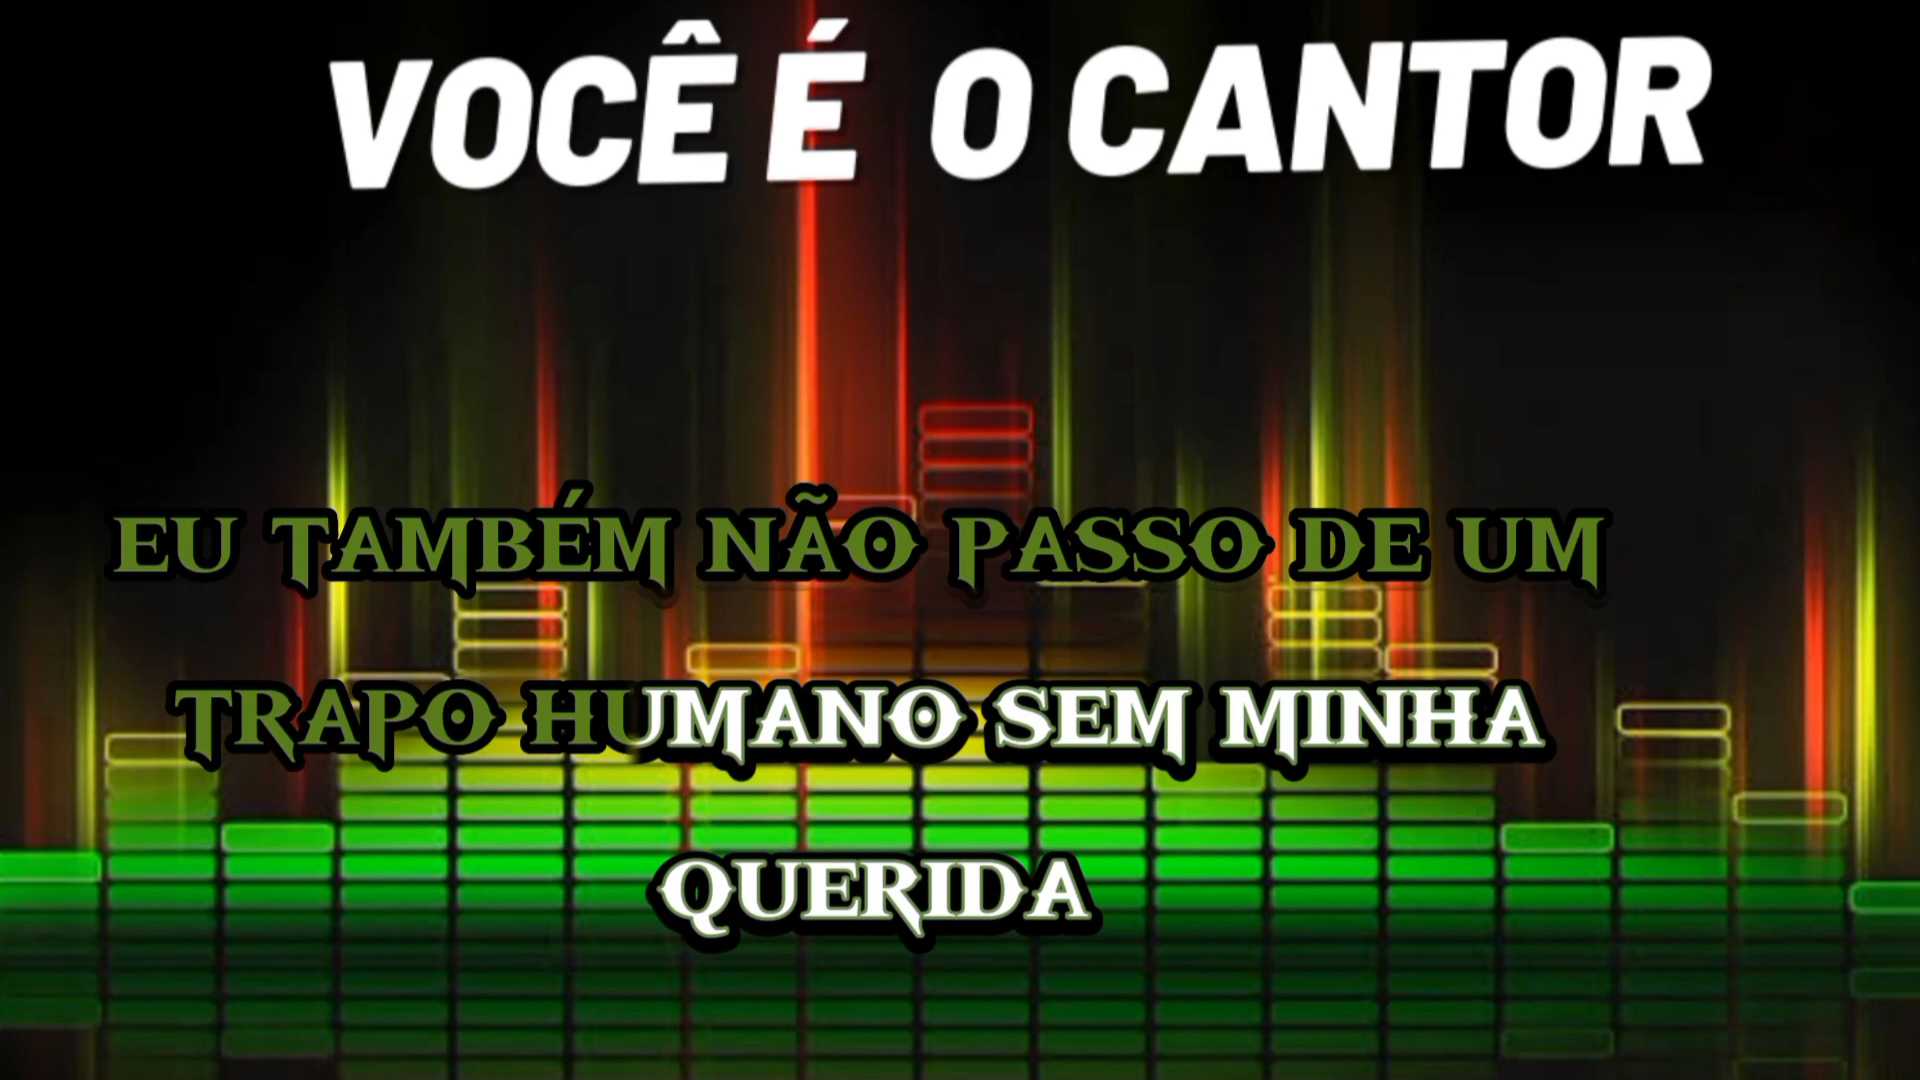 VOCÊ É O CANTOR
EU TAMBÉM NÃO PASSO DE UM
TRAPO HUMANO SEM MINHA
QUERIDA